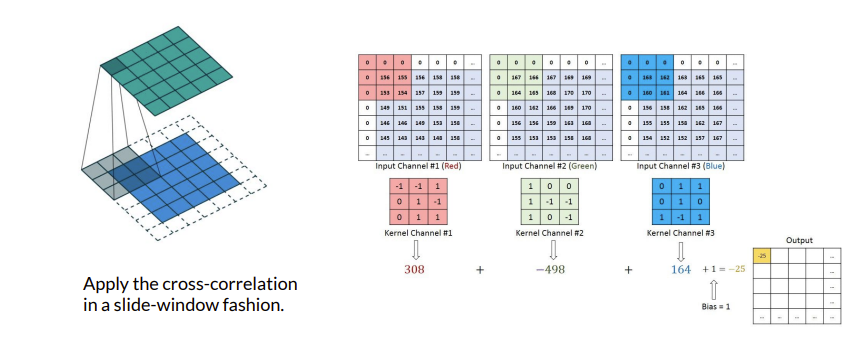 0 0 0 0 0 0 ...
0 156 155 156 158 158 ...
0 153 154 157 159 159 ...
0 149 151 155 158 159 ...
0 146 146 149 153 158 ...
0 145 143 143 148 158 ...
... ... ... ... ... ... ...
Input Channel #1 (Red)
0 0 0 0 0 0 ...
0 167 166 167 169 169 ...
0 164 165 168 170 170 ...
0 160 162 166 169 170 ...
0 156 156 159 163 168 ...
0 155 153 153 158 168 ...
... ... ... ... ... ... ...
Input Channel #2 (Green)
0 0 0 0 0 0 ...
0 163 162 163 165 165 ...
0 160 161 164 166 166 ...
0 156 158 162 165 166 ...
0 155 155 158 162 167 ...
0 154 152 152 157 167 ...
... ... ... ... ... ... ...
Input Channel #3 (Blue)
-1 -1 1
0 1 -1
0 1 1
Kernel Channel #1
1 0 0
1 -1 -1
1 0 -1
Kernel Channel #2
0 1 1
0 1 0
1 -1 1
Kernel Channel #3
308 + −498 + 164 + 1 = −25
Bias = 1
Output
-25 ...
...
...
...
... ... ... ... ...
Apply the cross-correlation
in a slide-window fashion.